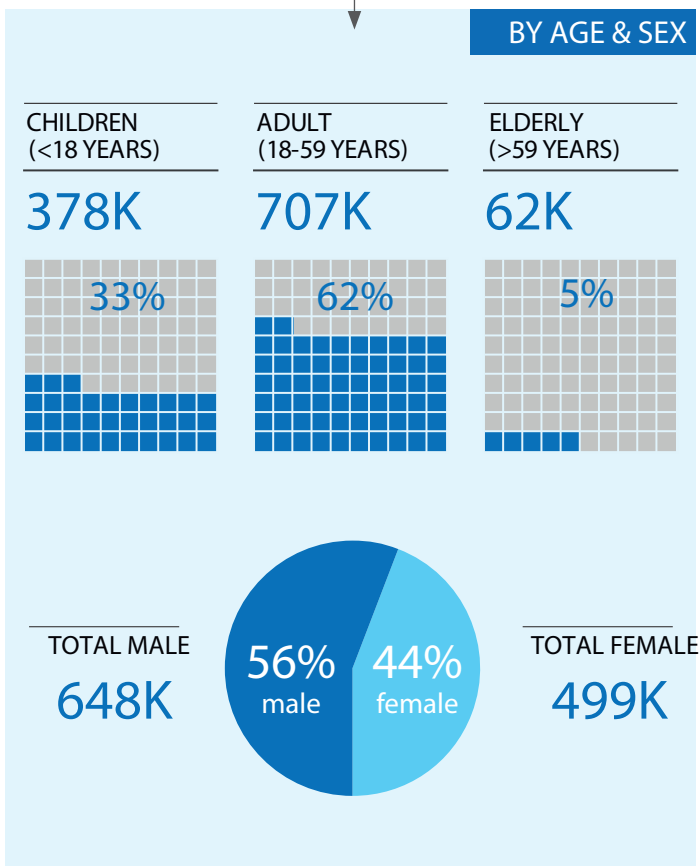 BY AGE & SEX
CHILDREN
(<18 YEARS)
378K
33%
ADULT
(18-59 YEARS)
707K
62%
ELDERLY
(>59 YEARS)
62K
5%
TOTAL MALE
648K
56%
male
44%
female
TOTAL FEMALE
499K